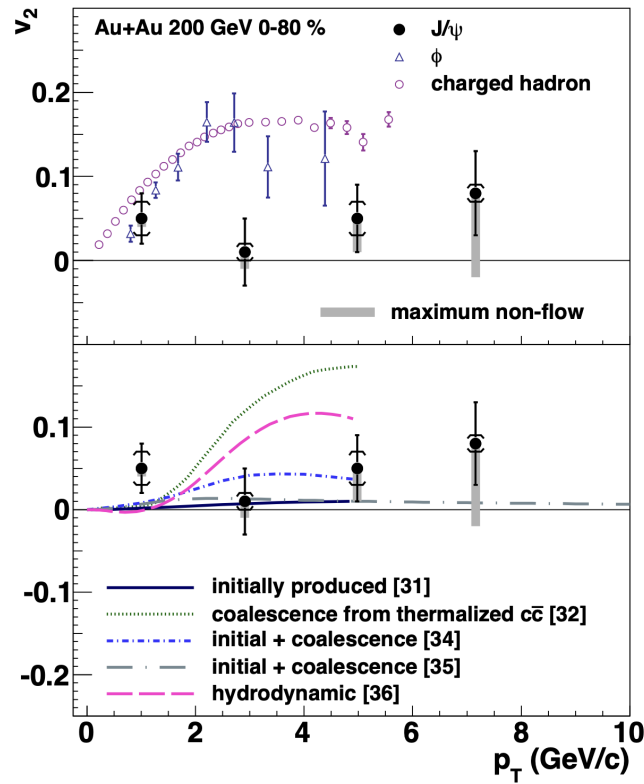 v2
Au+Au 200 GeV 0-80 %
J/ψ
ϕ
charged hadron
0.2
0.1
0
maximum non-flow
0.1
0
-0.1
-0.2
initially produced [31]
coalescence from thermalized cc̄ [32]
initial + coalescence [34]
initial + coalescence [35]
hydrodynamic [36]
0 2 4 6 8 10
pT (GeV/c)